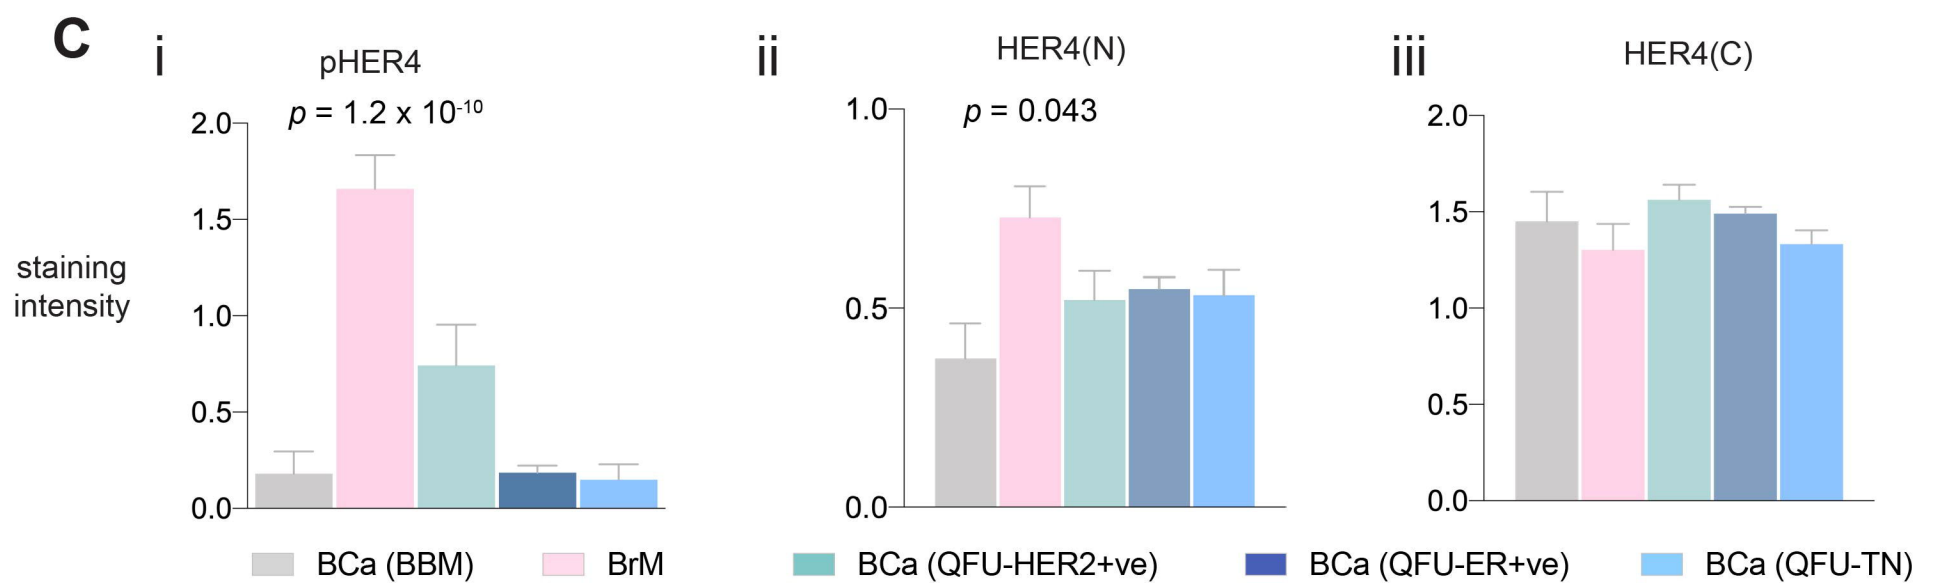 C
i
pHER4
p = 1.2 x 10-10
2.0
1.5
1.0
0.5
0.0
staining
intensity
ii
HER4(N)
p = 0.043
1.0
0.5
0.0
iii
HER4(C)
2.0
1.5
1.0
0.5
0.0
BCa (BBM)
BrM
BCa (QFU-HER2+ve)
BCa (QFU-ER+ve)
BCa (QFU-TN)